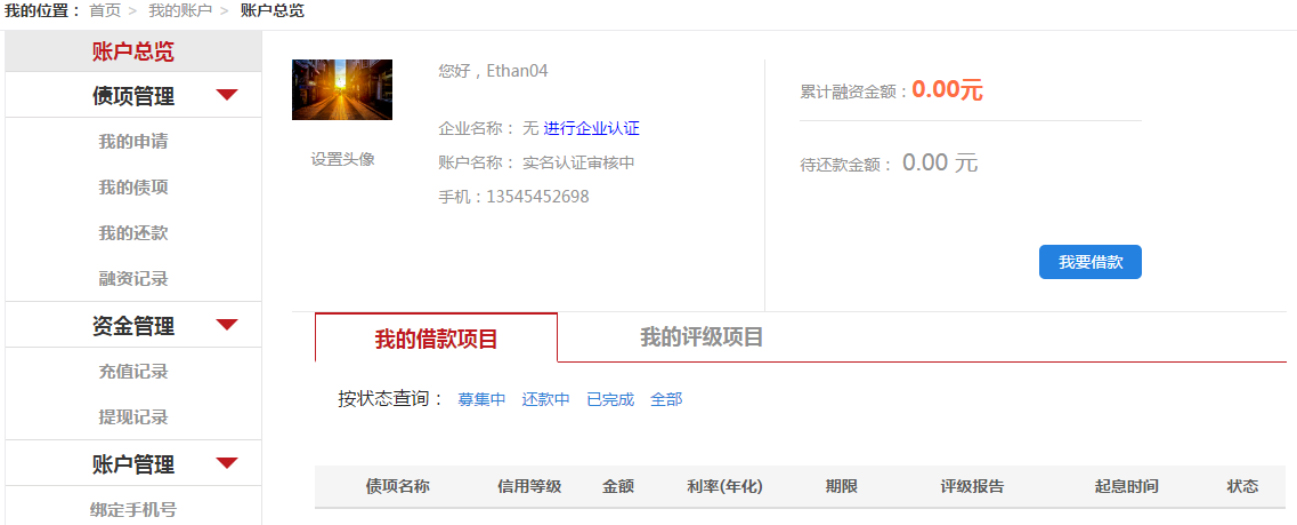 我的位置： 首页 > 我的账户 > 账户总览
账户总览
债项管理
我的申请
我的债项
我的还款
融资记录
资金管理
充值记录
提现记录
账户管理
绑定手机号
设置头像
您好，Ethan04
企业名称： 无 进行企业认证
账户名称： 实名认证审核中
手机：13545452698
累计融资金额：0.00元
待还款金额： 0.00 元
我要借款
我的借款项目 我的评级项目
按状态查询： 募集中 还款中 已完成 全部
债项名称 信用等级 金额 利率(年化) 期限 评级报告 起息时间 状态